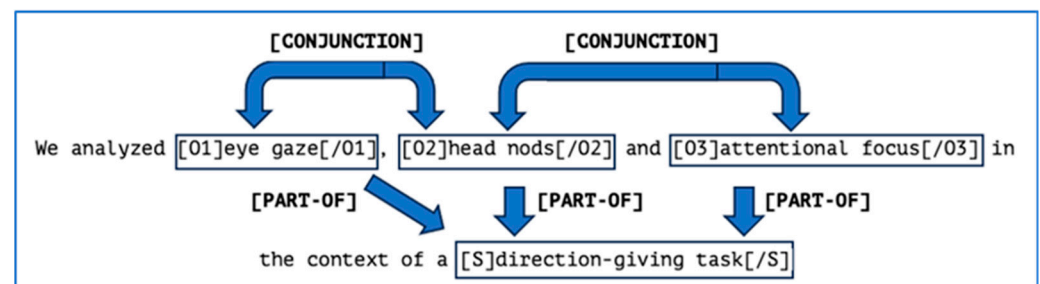 [CONJUNCTION] [CONJUNCTION]
We analyzed [O1]eye gaze[/O1], [O2]head nods[/O2] and [O3]attentional focus[/O3] in
[PART-OF] [PART-OF] [PART-OF]
the context of a [S]direction-giving task[/S]